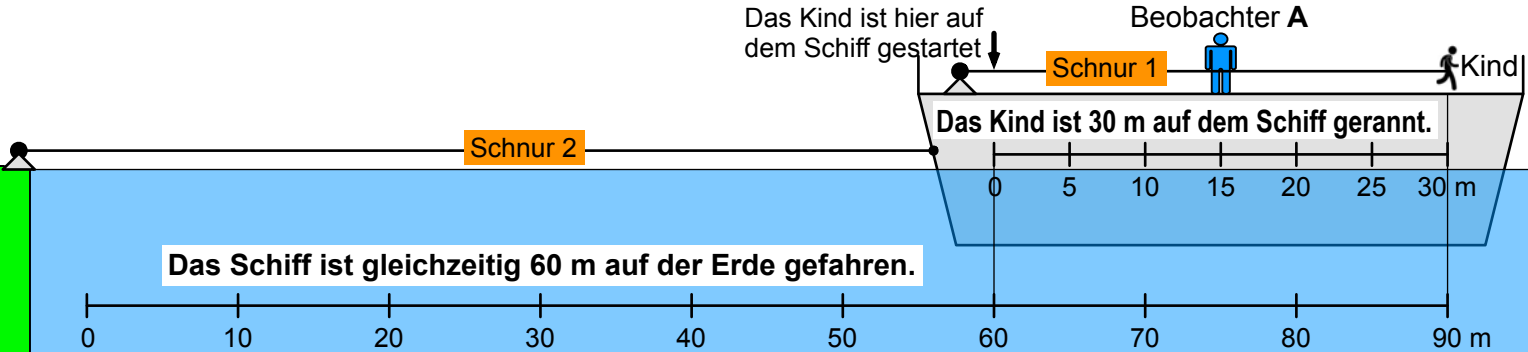 Das Kind ist hier auf
dem Schiff gestartet
Beobachter A
Schnur 1
Kind
Das Kind ist 30 m auf dem Schiff gerannt.
Schnur 2
0 5 10 15 20 25 30 m
Das Schiff ist gleichzeitig 60 m auf der Erde gefahren.
0 10 20 30 40 50 60 70 80 90 m